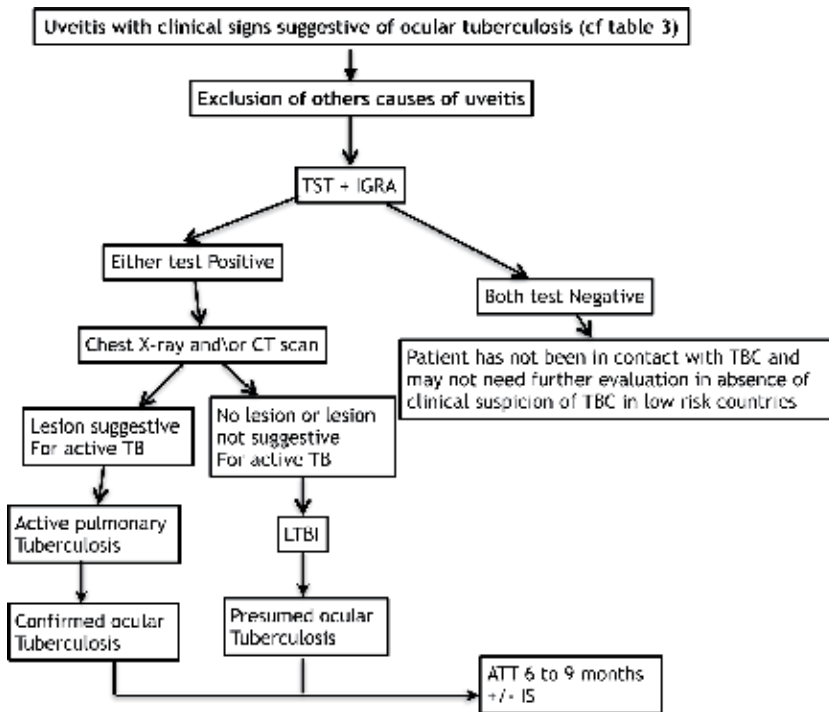 Uveitis with clinical signs suggestive of ocular tuberculosis (cf table 3)
Exclusion of others causes of uveitis
TST + IGRA
Either test Positive
Both test Negative
Chest X-ray and\or CT scan
Patient has not been in contact with TBC and
may not need further evaluation in absence of
clinical suspicion of TBC in low risk countries
Lesion suggestive
For active TB
No lesion or lesion
not suggestive
For active TB
Active pulmonary
Tuberculosis
LTBI
Confirmed ocular
Tuberculosis
Presumed ocular
Tuberculosis
ATT 6 to 9 months
+/- IS